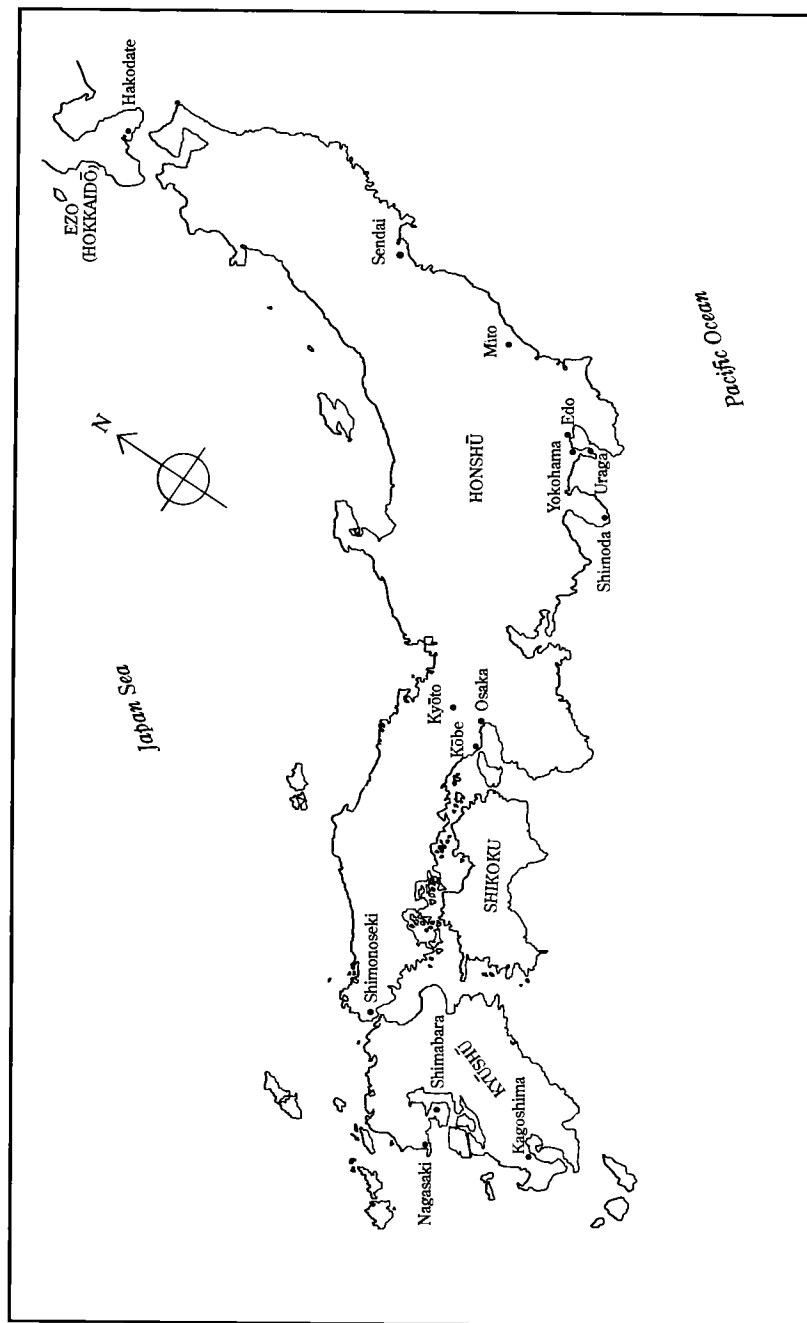 Hakodate
EZO
(HOKKAIDŌ)
Sendai
Mito
Pacific Ocean
N
HONSHŪ
Edo
Yokohama
Uraga
Shimoda
Japan Sea
Kyōto
Osaka
Kōbe
SHIKOKU
Shimonoseki
Shimabara
KYŪSHŪ
Kagoshima
Nagasaki